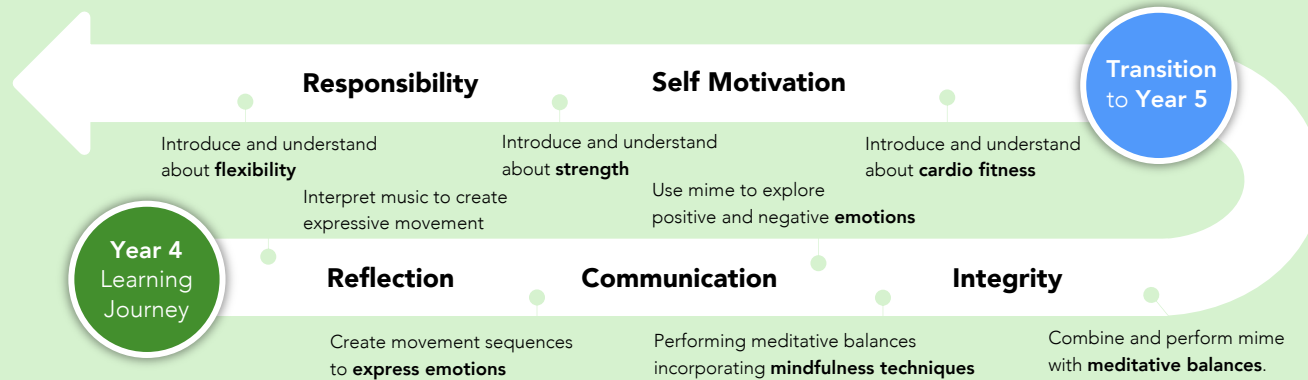 Responsibility
Self Motivation
Transition
to Year 5
Introduce and understand
about flexibility
Introduce and understand
about strength
Introduce and understand
about cardio fitness
Interpret music to create
expressive movement
Use mime to explore
positive and negative emotions
Year 4
Learning
Journey
Reflection
Communication
Integrity
Create movement sequences
to express emotions
Performing meditative balances
incorporating mindfulness techniques
Combine and perform mime
with meditative balances.